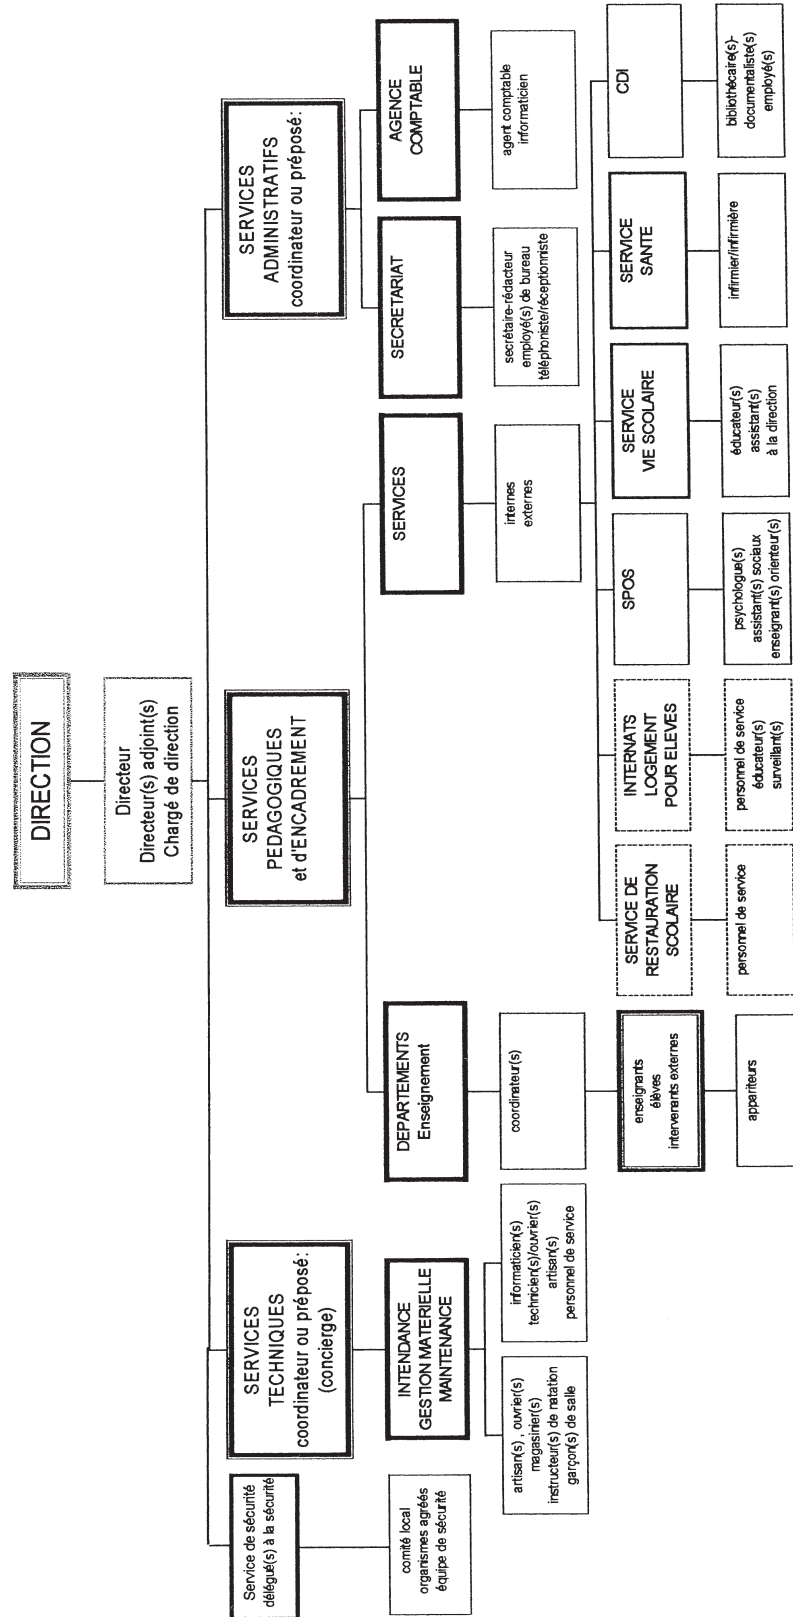 DIRECTION
Directeur
Directeur(s) adjoint(s)
Chargé de direction
Service de sécurité
délégué(s) à la sécurité
comité local
organismes agréés
équipe de sécurité
SERVICES
TECHNIQUES
coordinateur ou préposé:
(concierge)
INTENDANCE
GESTION MATERIELLE
MAINTENANCE
artisan(s) , ouvrier(s)
magasinier(s)
instructeur(s) de natation
garçon(s) de salle
informaticien(s)
technicien(s)/ouvrier(s)
artisan(s)
personnel de service
SERVICES
PEDAGOGIQUES
et d'ENCADREMENT
DEPARTEMENTS
Enseignement
coordinateur(s)
enseignants
élèves
intervenants externes
appariteurs
SERVICES
internes
externes
SERVICE DE
RESTAURATION
SCOLAIRE
personnel de service
INTERNATS
LOGEMENT
POUR ELEVES
personnel de service
éducateur(s)
surveillant(s)
SPOS
psychologue(s)
assistant(s) sociaux
enseignant(s) orienteur(s)
SERVICE
VIE SCOLAIRE
éducateur(s)
assistant(s)
à la direction
SERVICE
SANTE
infirmier/infirmière
CDI
bibliothécaire(s)-
documentaliste(s)
employé(s)
SERVICES
ADMINISTRATIFS
coordinateur ou préposé:
SECRETARIAT
secrétaire-rédacteur
employé(s) de bureau
téléphoniste/réceptionniste
AGENCE
COMPTABLE
agent comptable
informaticien